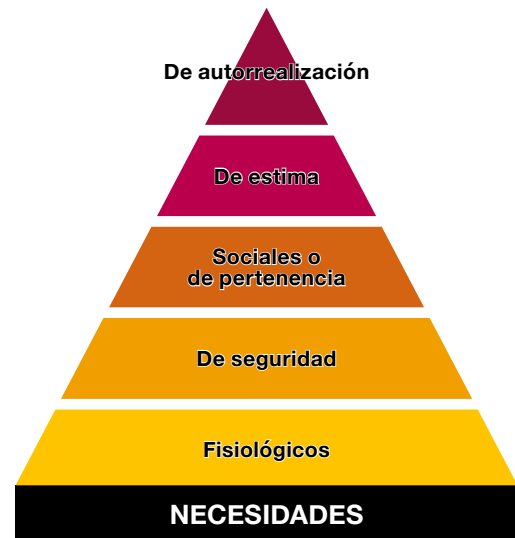 De autorrealización
De estima
Sociales o
de pertenencia
De seguridad
Fisiológicos
NECESIDADES